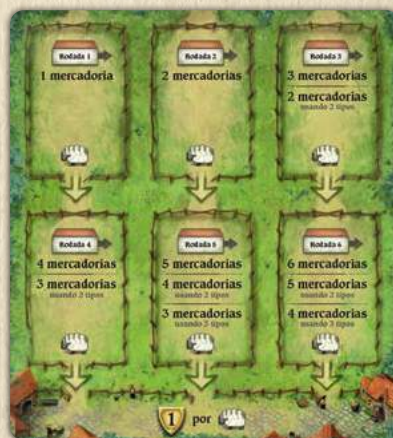 Rodada 1
1 mercadoria
Rodada 2
2 mercadorias
Rodada 3
3 mercadorias
2 mercadorias
usando 2 tipos
Rodada 4
4 mercadorias
3 mercadorias
usando 2 tipos
Rodada 5
5 mercadorias
4 mercadorias
usando 2 tipos
3 mercadorias
usando 3 tipos
Rodada 6
6 mercadorias
5 mercadorias
usando 2 tipos
4 mercadorias
usando 3 tipos
1 por